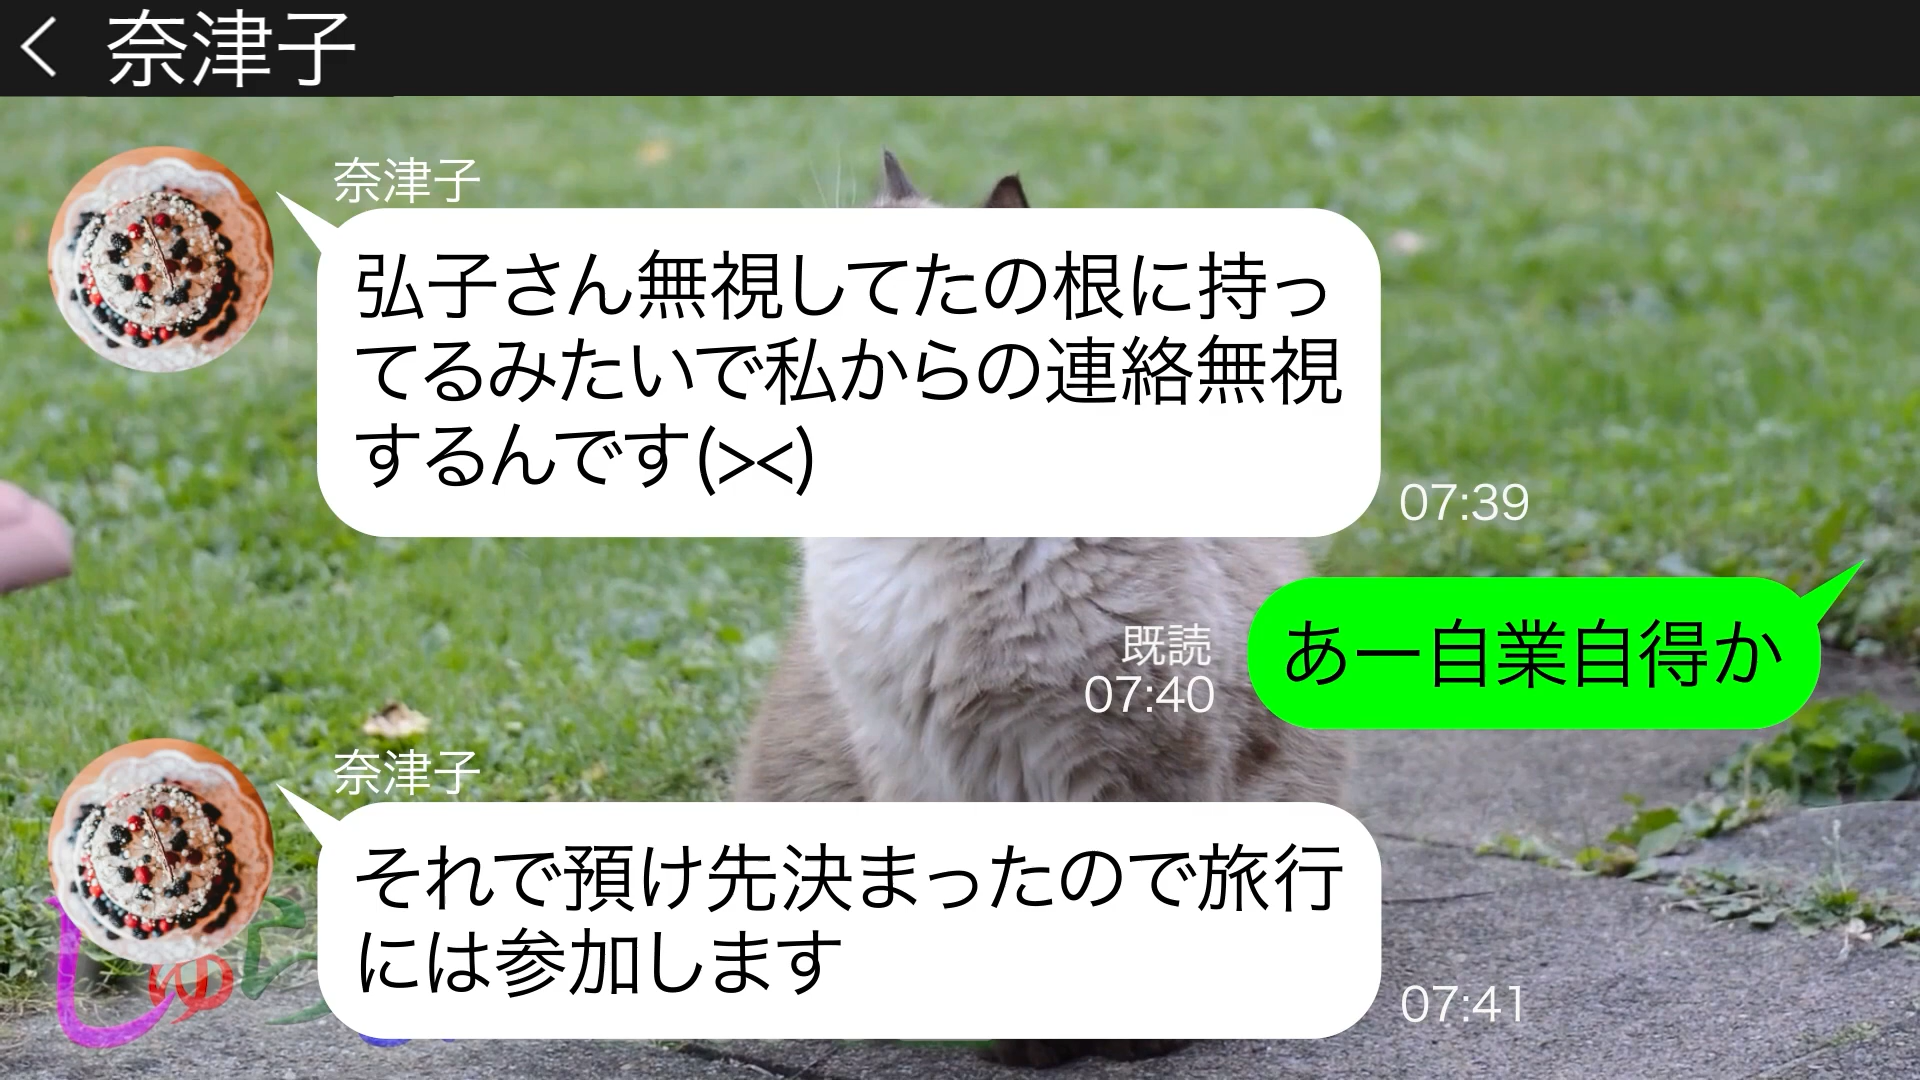 奈津子
奈津子
弘子さん無視してたの根に持っ
てるみたいで私からの連絡無視
するんです(><)
07:39
あー自業自得か
既読
07:40
奈津子
それで預け先決まったので旅行
には参加します
07:41
しゅ